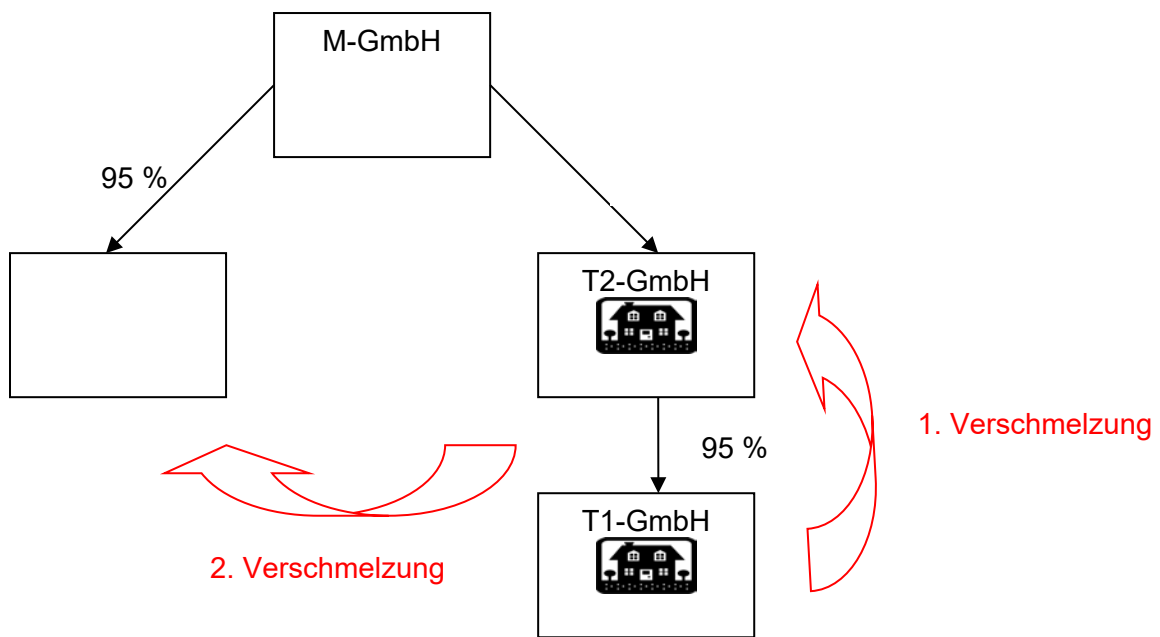 M-GmbH
95 %
T2-GmbH
1. Verschmelzung
95 %
T1-GmbH
2. Verschmelzung